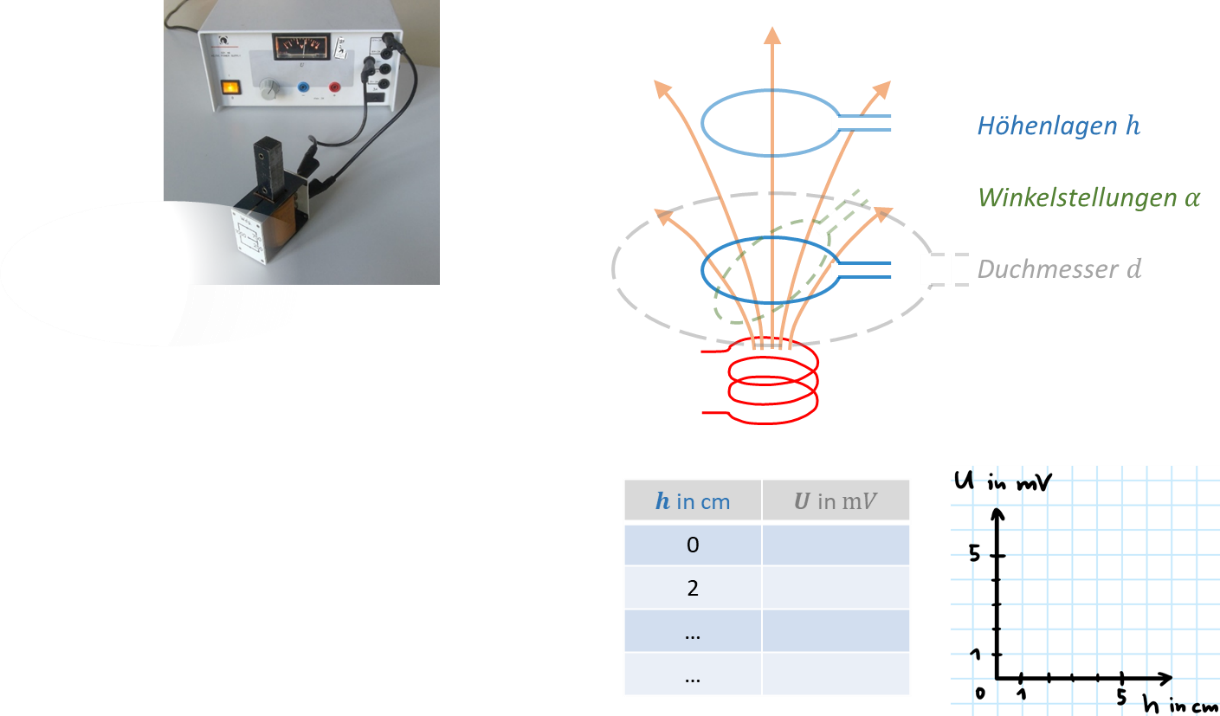 Höhenlagen h
Winkelstellungen α
Duchmesser d
h in cm U in mV
0
2
...
...
U in mV
5
1
0 1 5 h in cm